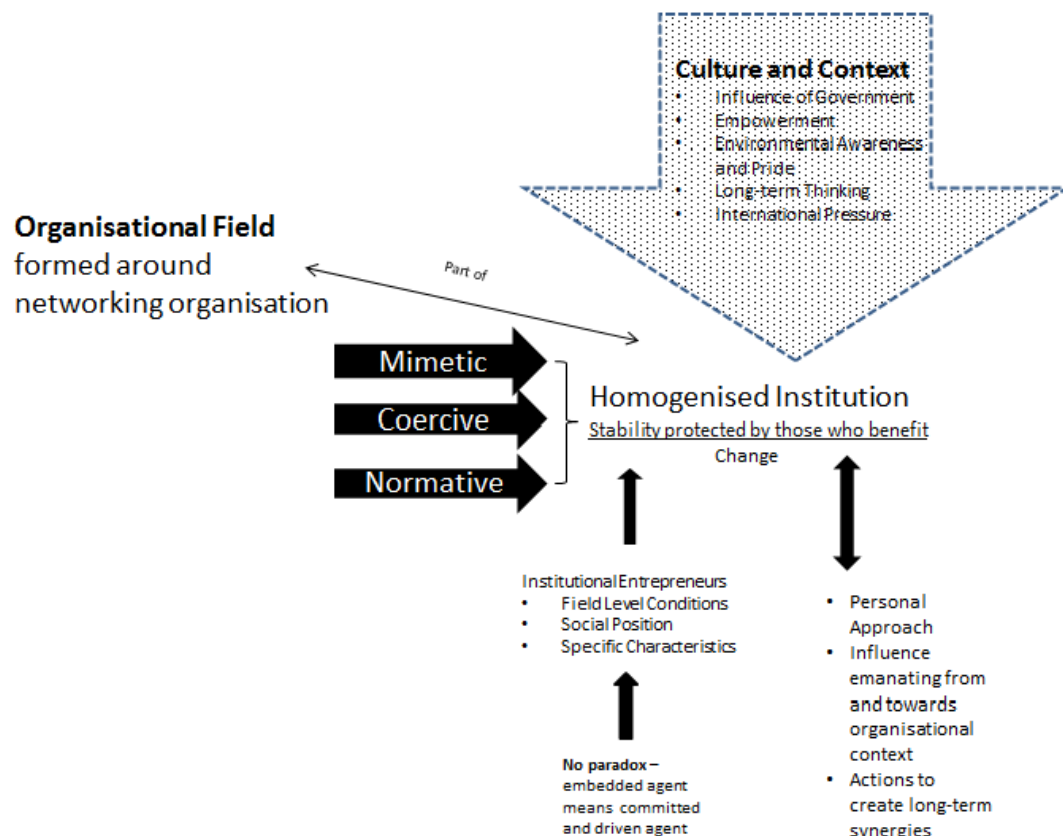 Culture and Context
• Influence of Government
• Empowerment
• Environmental Awareness
and Pride
• Long-term Thinking
• International Pressure
Organisational Field
formed around
networking organisation
Part of
Mimetic
Coercive
Normative
Homogenised Institution
Stability protected by those who benefit
Change
Institutional Entrepreneurs
• Field Level Conditions
• Social Position
• Specific Characteristics
No paradox –
embedded agent
means committed
and driven agent
• Personal
Approach
• Influence
emanating from
and towards
organisational
context
• Actions to
create long-term
synergies